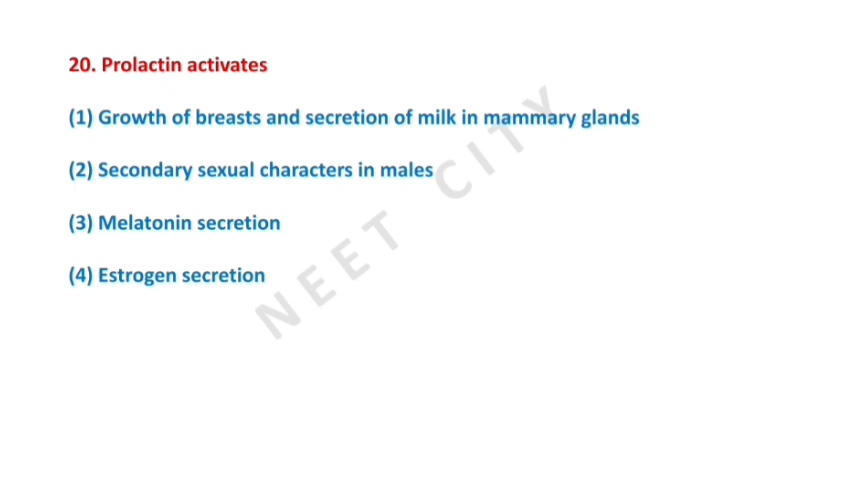 20. Prolactin activates
(1) Growth of breasts and secretion of milk in mammary glands
(2) Secondary sexual characters in males
(3) Melatonin secretion
(4) Estrogen secretion
NEET CITY